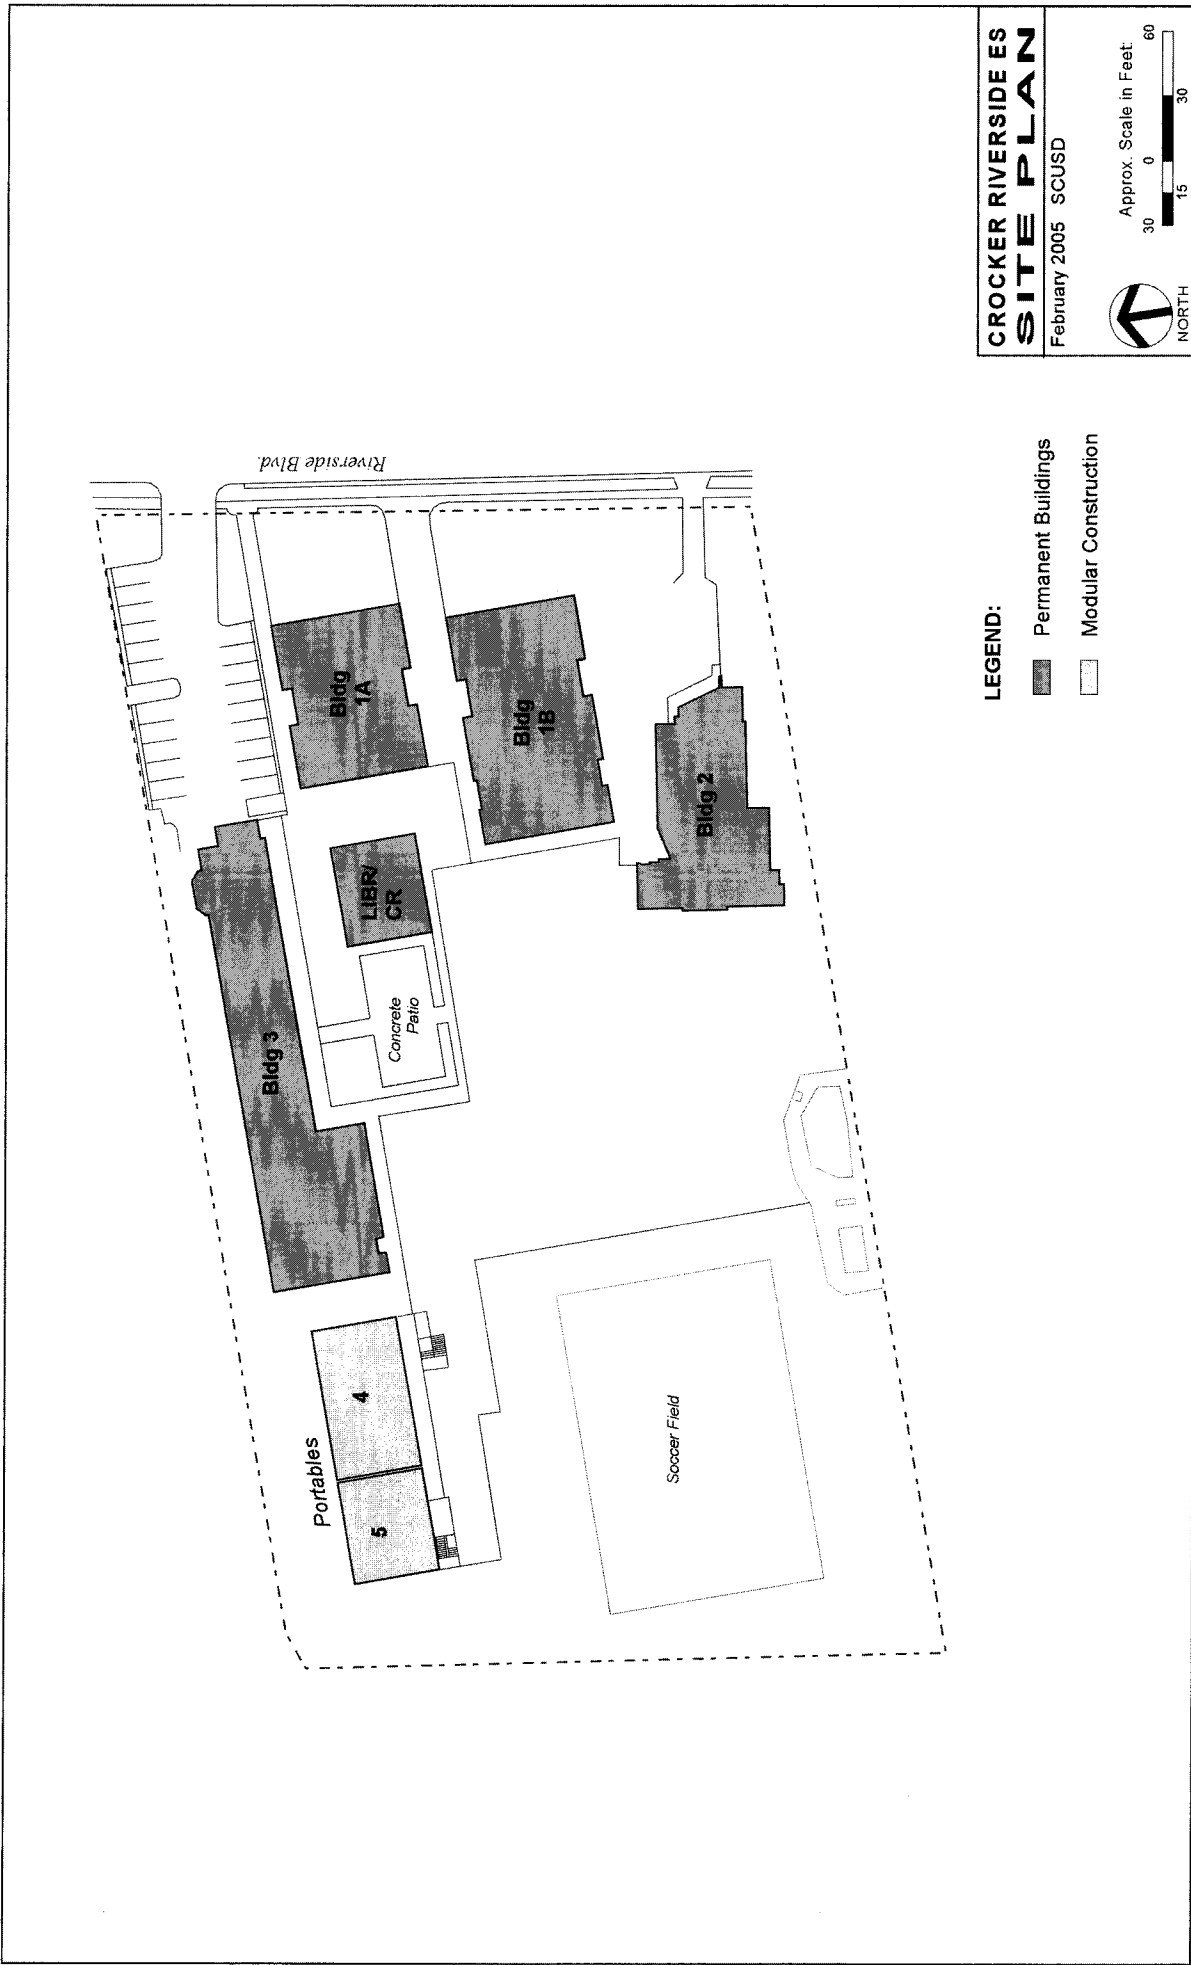 Riverside Blvd.
Bldg
1A
Bldg
1B
Bldg 2
LIBR/
CR
Concrete
Patio
Bldg 3
Portables
4
5
Soccer Field
LEGEND:
Permanent Buildings
Modular Construction
CROCKER RIVERSIDE ES
SITE PLAN
February 2005 SCUSD
Approx. Scale in Feet:
30 0 60
15 30
NORTH